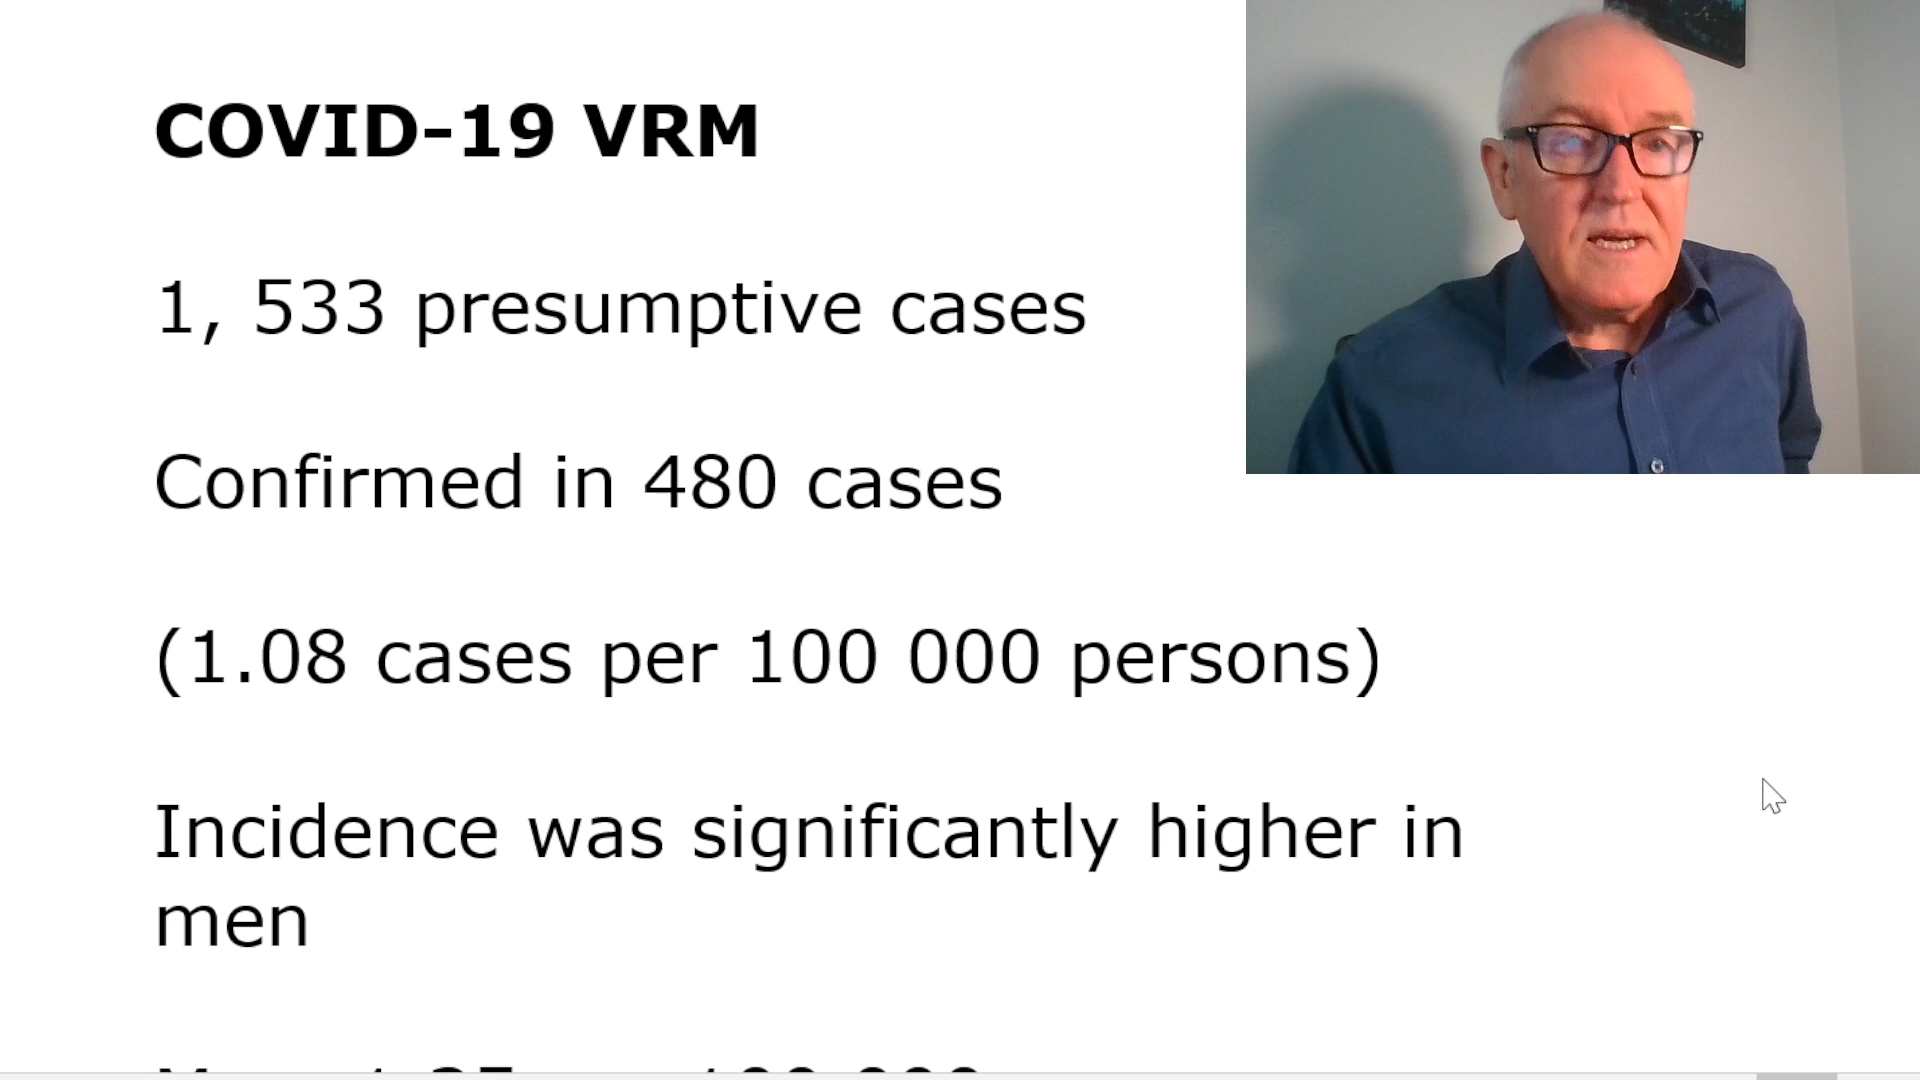 COVID-19 VRM
1, 533 presumptive cases
Confirmed in 480 cases
(1.08 cases per 100 000 persons)
Incidence was significantly higher in
men